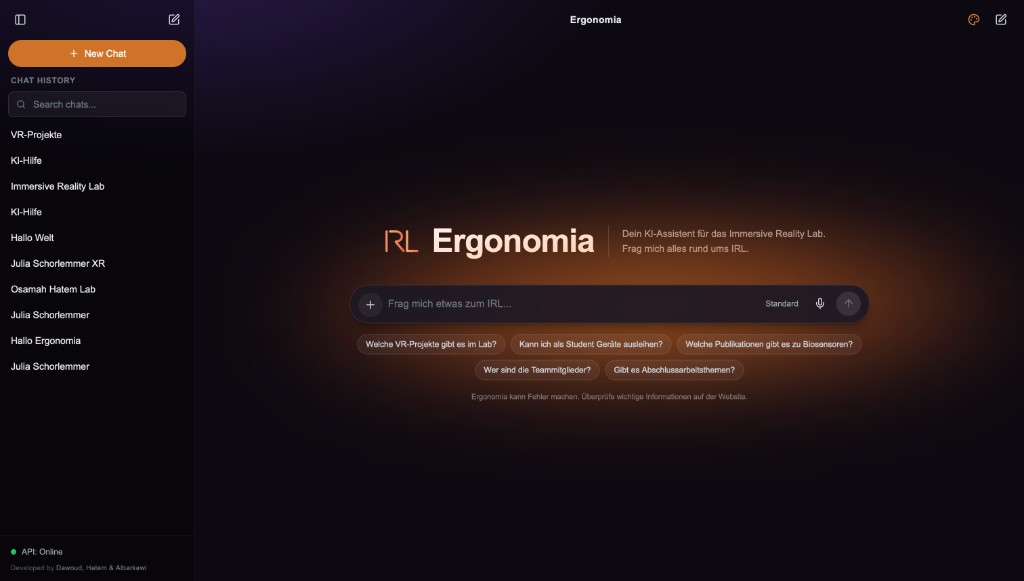 Ergonomia
+ New Chat
CHAT HISTORY
Search chats...
VR-Projekte
KI-Hilfe
Immersive Reality Lab
KI-Hilfe
Hallo Welt
Julia Schorlemmer XR
Osamah Hatem Lab
Julia Schorlemmer
Hallo Ergonomia
Julia Schorlemmer
IRL Ergonomia
Dein KI-Assistent für das Immersive Reality Lab.
Frag mich alles rund ums IRL.
Frag mich etwas zum IRL... Standard
Welche VR-Projekte gibt es im Lab? Kann ich als Student Geräte ausleihen? Welche Publikationen gibt es zu Biosensoren?
Wer sind die Teammitglieder? Gibt es Abschlussarbeitsthemen?
Ergonomia kann Fehler machen. Überprüfe wichtige Informationen auf der Website.
API: Online
Developed by Dawoud, Hatem & Albarkawi